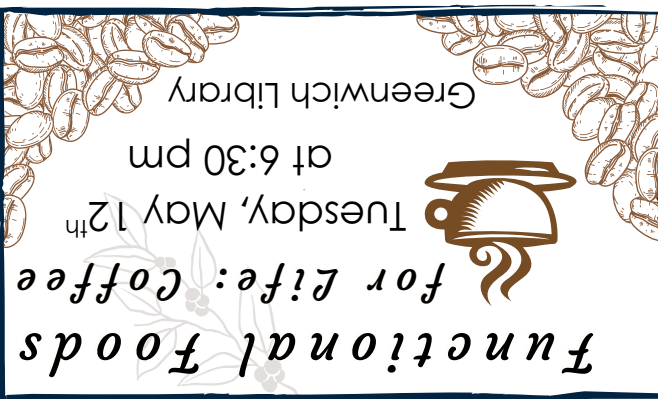 Functional Foods
for Life: Coffee
Tuesday, May 12th
at 6:30 pm
Greenwich Library